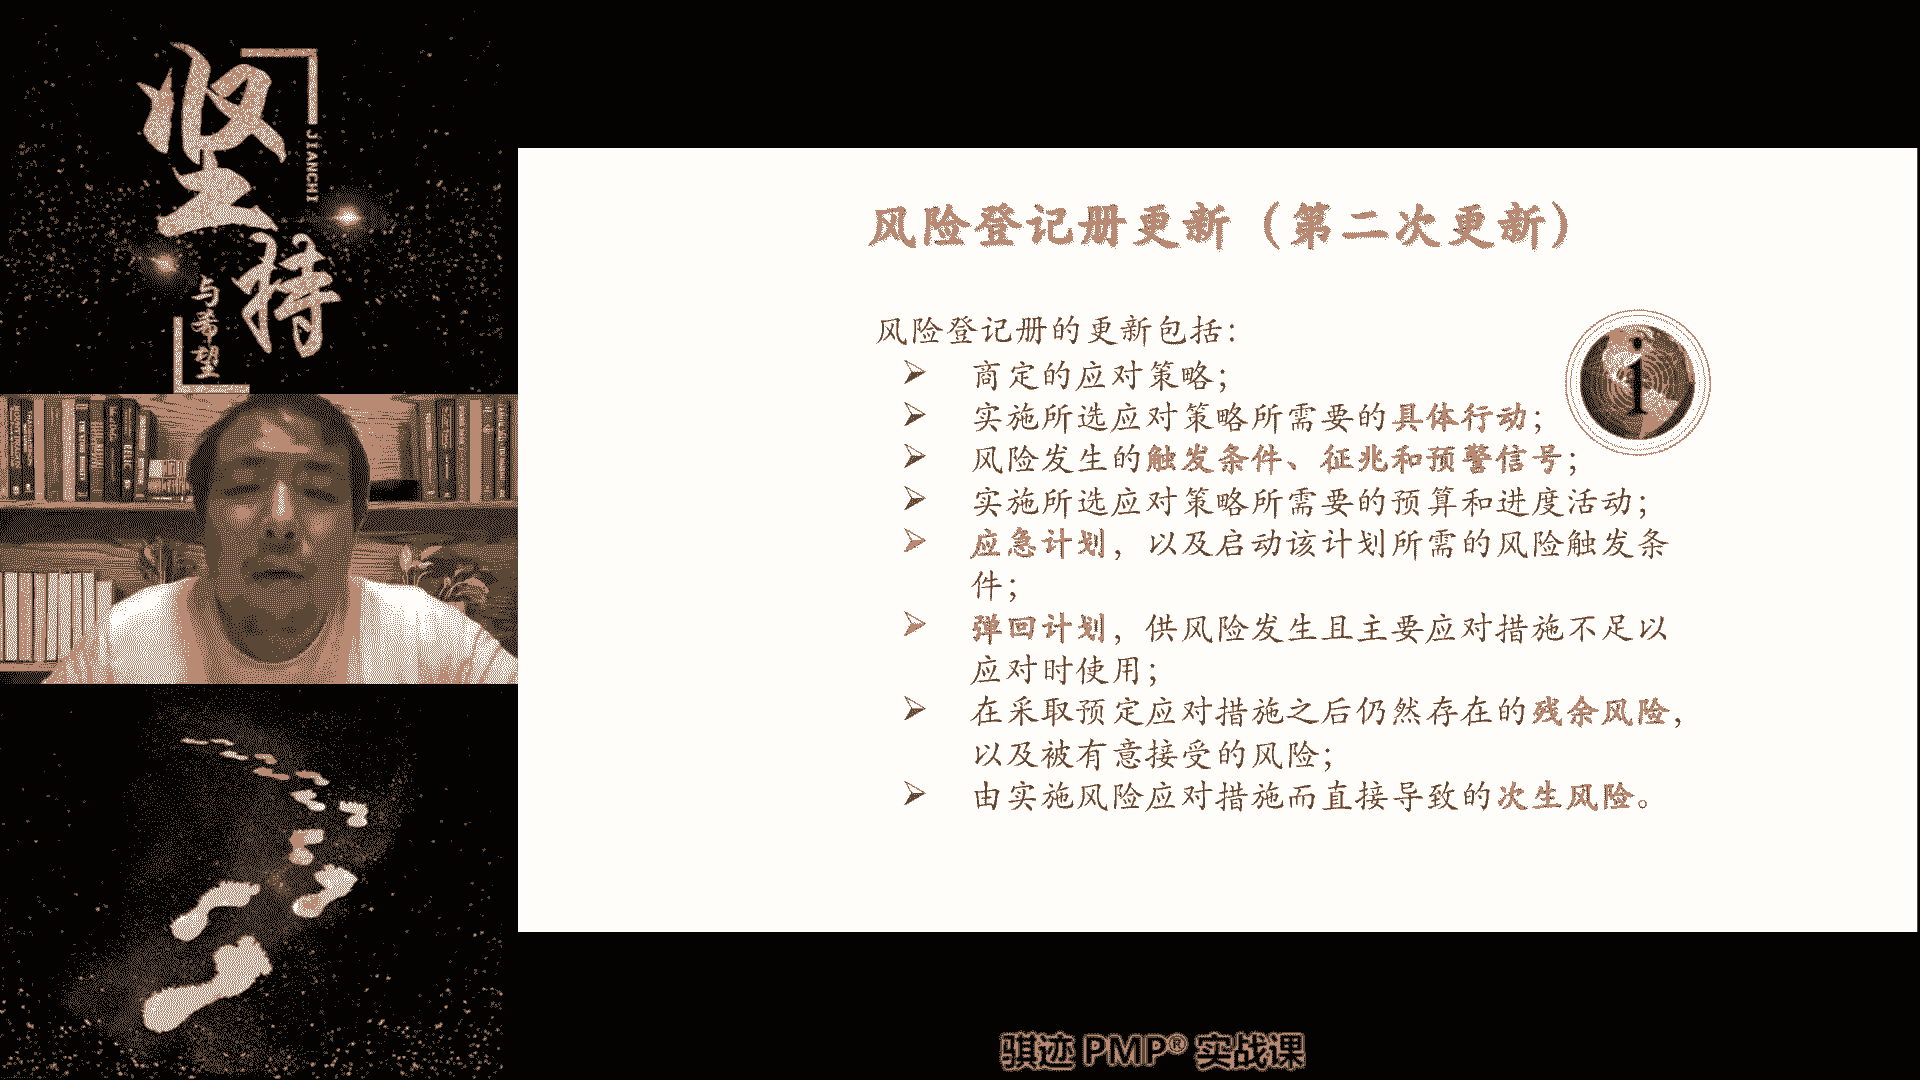 坚持
JIANCHI
与希望
风险登记册更新（第二次更新）
风险登记册的更新包括：
商定的应对策略；
实施所选应对策略所需要的具体行动；
风险发生的触发条件、征兆和预警信号；
实施所选应对策略所需要的预算和进度活动；
应急计划，以及启动该计划所需的风险触发条
件；
弹回计划，供风险发生且主要应对措施不足以
应对时使用；
在采取预定应对措施之后仍然存在的残余风险，
以及被有意接受的风险；
由实施风险应对措施而直接导致的次生风险。
i
骐迹 PMP® 实战课